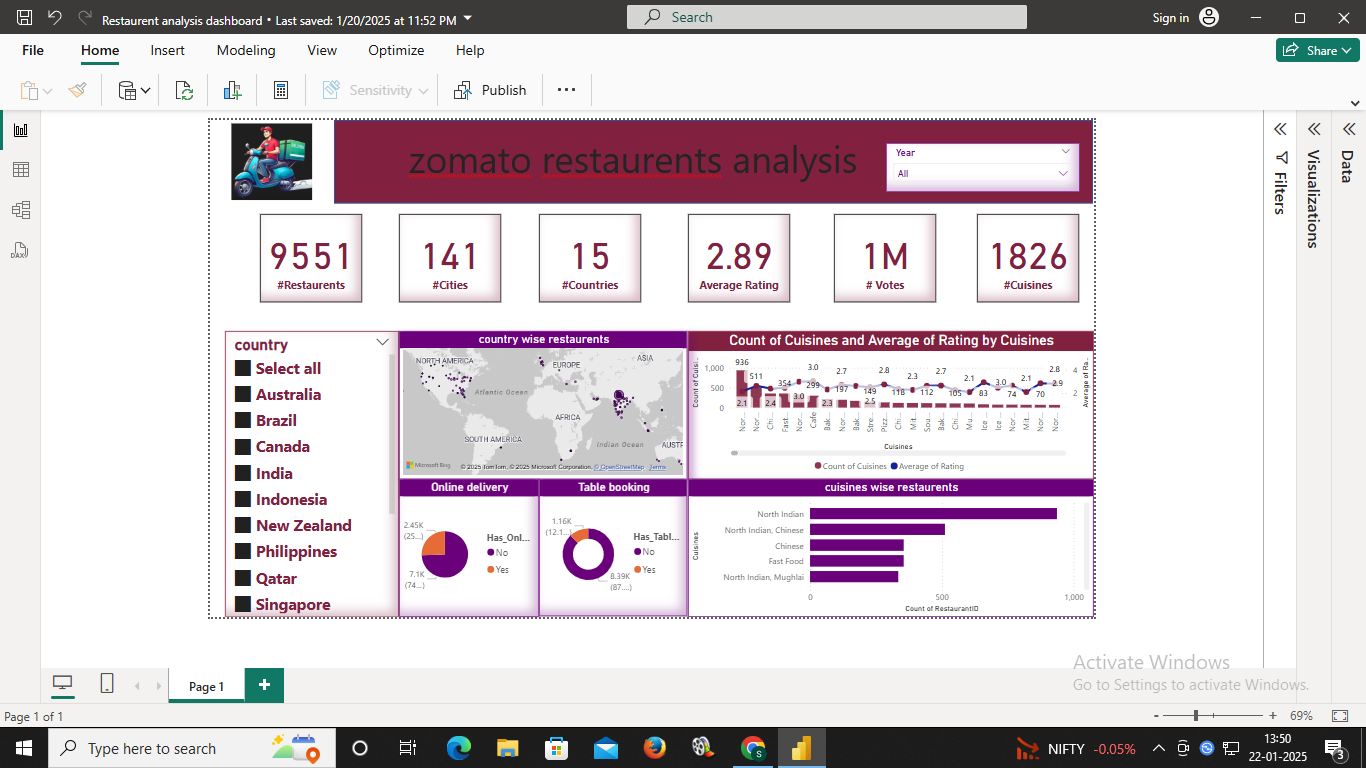 Restaurent analysis dashboard • Last saved: 1/20/2025 at 11:52 PM
Search
Sign in
File Home Insert Modeling View Optimize Help
Share
Sensitivity
Publish
zomato restaurents analysis
Year
All
9551
#Restaurents
141
#Cities
15
#Countries
2.89
Average Rating
1M
# Votes
1826
#Cuisines
Filters
Visualizations
Data
country
Select all
Australia
Brazil
Canada
India
Indonesia
New Zealand
Philippines
Qatar
Singapore
country wise restaurents
NORTH AMERICA
EUROPE
ASIA
Atlantic Ocean
AFRICA
SOUTH AMERICA
Indian Ocean
AUSTR
Microsoft Bing
© 2025 TomTom, © 2025 Microsoft Corporation, © OpenStreetMap Terms
Count of Cuisines and Average of Rating by Cuisines
Count of Cuisi...
1,000
500
0
936
511
354
3.0
299
2.7
197
149
2.8
118
2.3
112
2.7
105
2.1
83
3.0
74
2.1
70
2.8
2.9
2.1
2.4
3.0
2.3
2.5
4
2
Average of Ra...
Nor...
Nor...
Chi...
Fast...
Nor...
Cafe
Bak...
Nor...
Bak...
Stre...
Pizz...
Chi...
Mit...
Sou...
Bak...
Chi...
Mu...
Ice ...
Ice ...
Nor...
Mit...
Nor...
Nor...
Cuisines
Count of Cuisines Average of Rating
Online delivery
2.45K
(25...)
7.1K
(74...)
Has_Onl...
No
Yes
Table booking
1.16K
(12.1...)
8.39K
(87....)
Has_Tabl...
No
Yes
cuisines wise restaurents
Cuisines
North Indian
North Indian, Chinese
Chinese
Fast Food
North Indian, Mughlai
0 500 1,000
Count of RestaurantID
Activate Windows
Go to Settings to activate Windows.
Page 1
Page 1 of 1
- + 69%
Type here to search
NIFTY -0.05%
13:50
22-01-2025
3